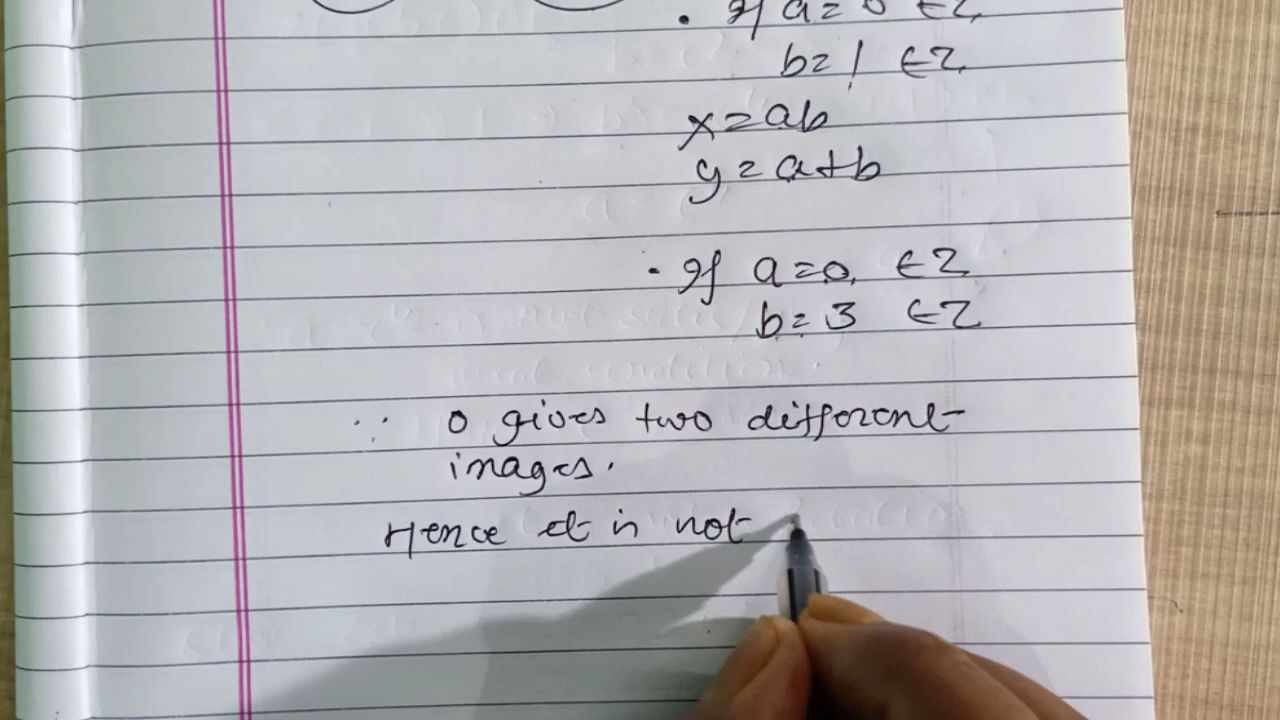 • If a = 0 ∈ Z
b = 1 ∈ Z
x = ab
y = a+b
• If a = 0, ∈ Z
b = 3 ∈ Z
∵ 0 gives two different
images.
Hence it is not